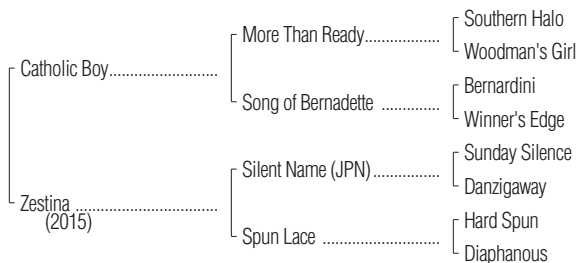 Southern Halo
More Than Ready..................
Woodman's Girl
Catholic Boy..........................
Bernardini
Song of Bernadette ..............
Winner's Edge
Sunday Silence
Silent Name (JPN)................
Danzigaway
Zestina ..................................
(2015)
Hard Spun
Spun Lace ............................
Diaphanous